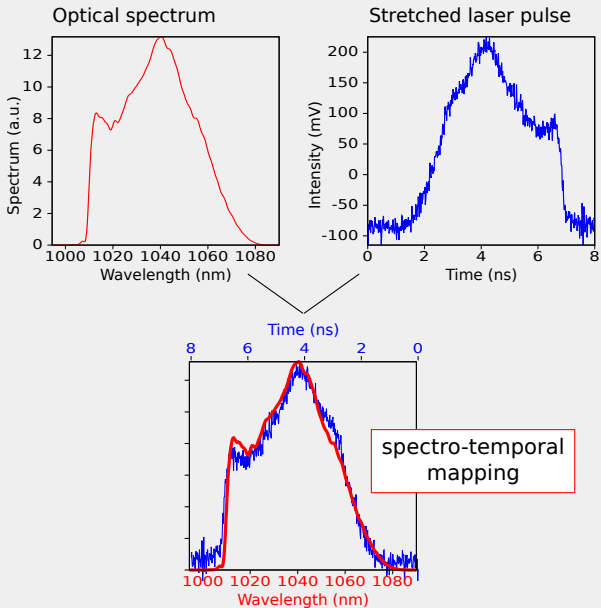 Optical spectrum
Stretched laser pulse
Spectrum (a.u.)
12
10
8
6
4
2
0
1000 1020 1040 1060 1080
Wavelength (nm)
Intensity (mV)
200
150
100
50
0
-50
-100
0 2 4 6 8
Time (ns)
Time (ns)
8 6 4 2 0
spectro-temporal
mapping
1000 1020 1040 1060 1080
Wavelength (nm)